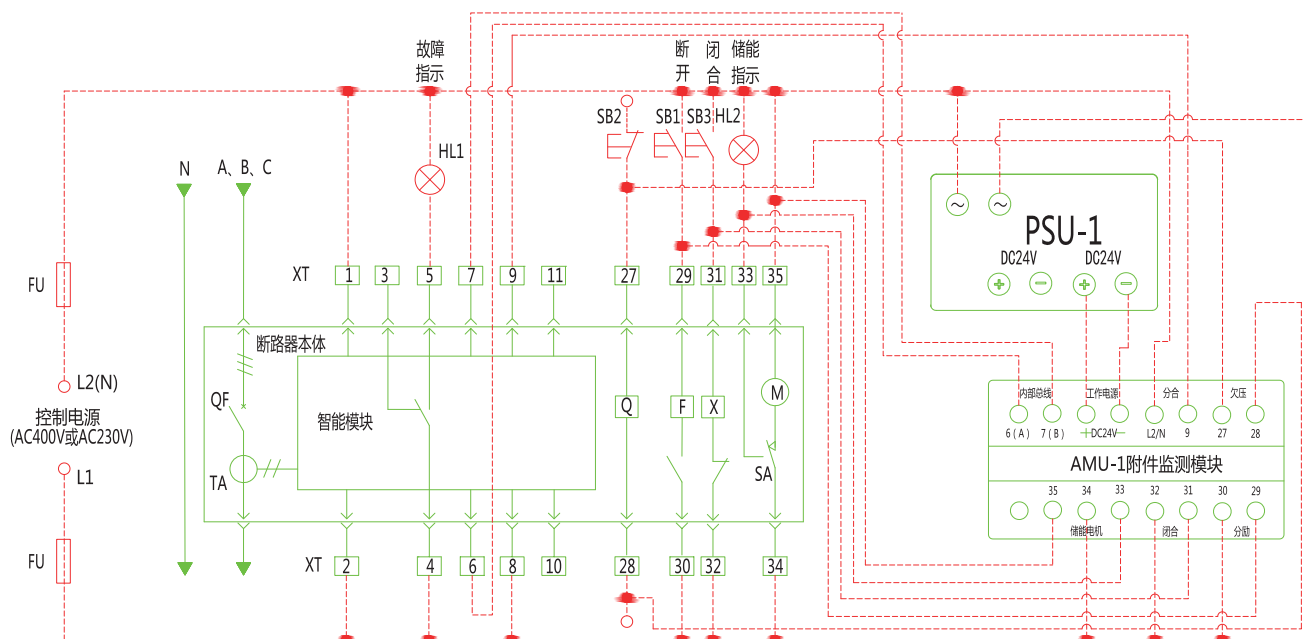 故障
指示
断
开
闭
合
储能
指示
SB2
SB1
SB3
HL2
HL1
N
A、B、C
PSU-1
DC24V
DC24V
FU
XT
1
3
5
7
9
11
27
29
31
33
35
断路器本体
L2(N)
QF
控制电源
(AC400V或AC230V)
智能模块
Q
F
X
M
L1
TA
SA
内部总线
工作电源
分合
欠压
6(A)
7(B)
DC24V
L2/N
9
27
28
AMU-1附件监测模块
35
34
33
32
31
30
29
储能电机
闭合
分励
FU
XT
2
4
6
8
10
28
30
32
34